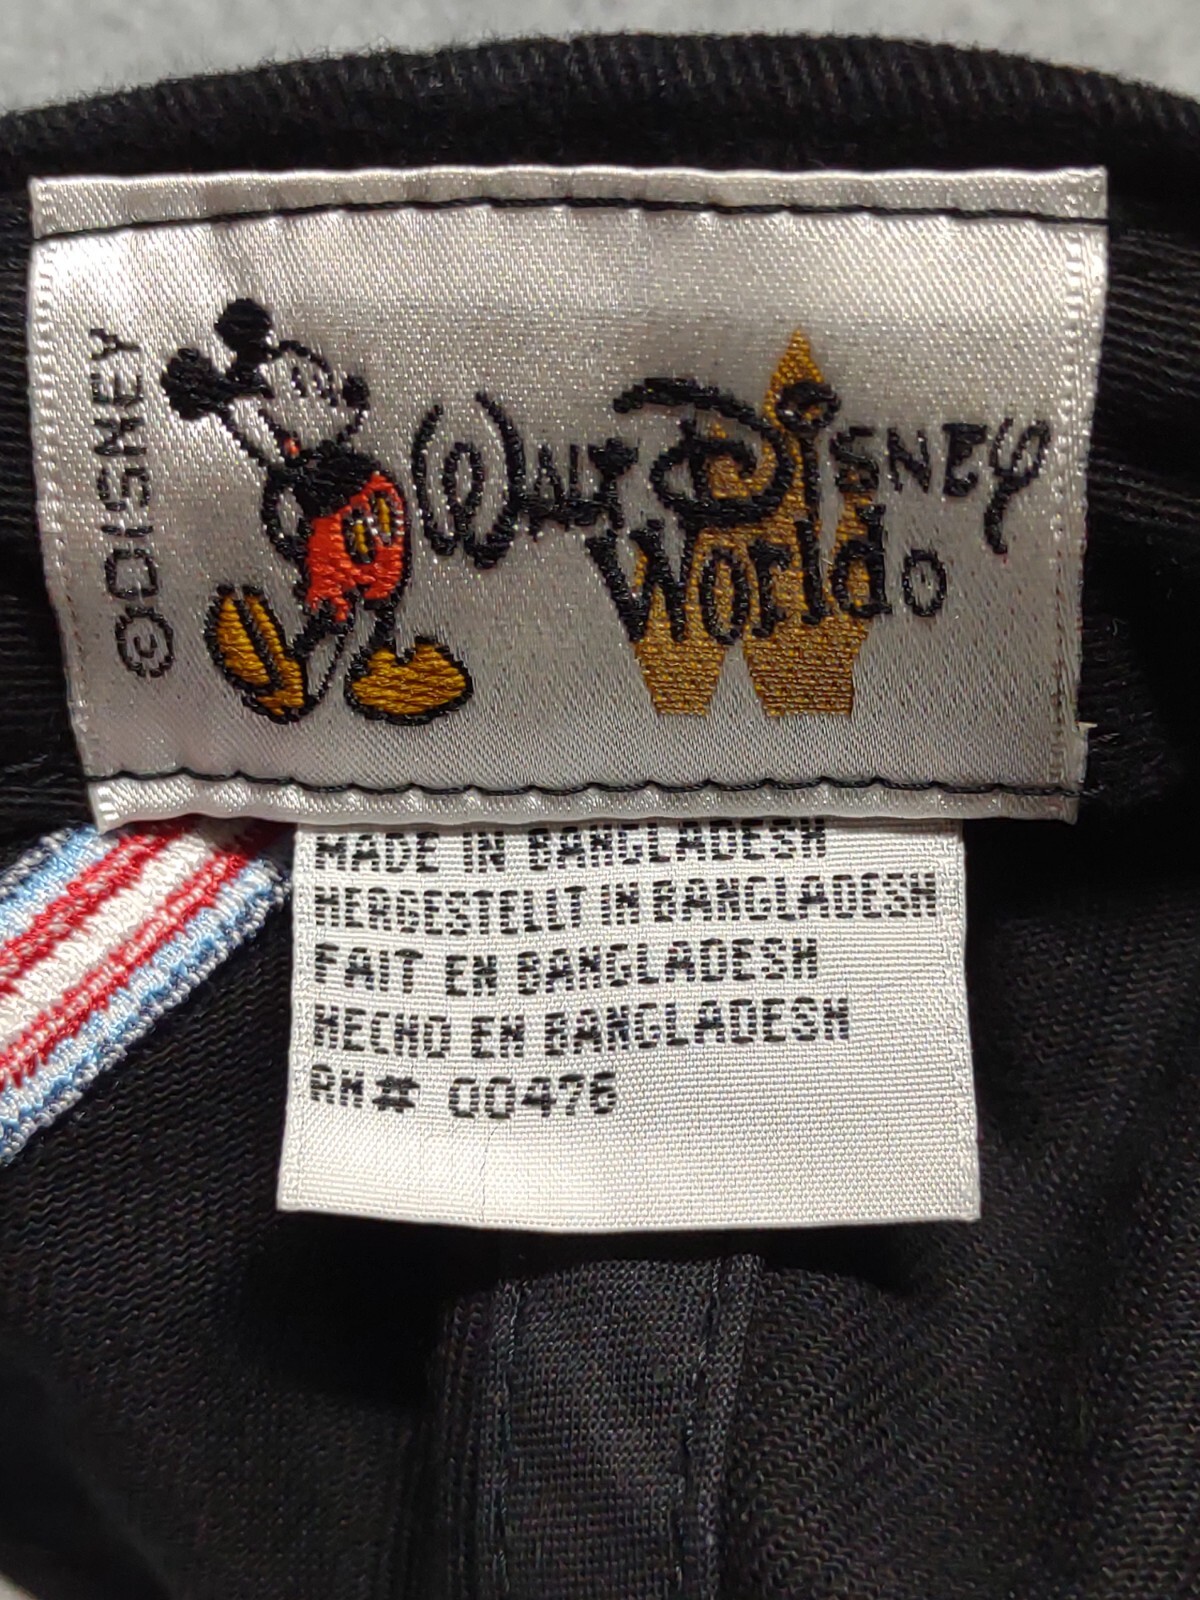 ©DISNEY
WALT DISNEY
World®
MADE IN BANGLADESH
HERGESTELLT IN BANGLADESH
FAIT EN BANGLADESH
HECHO EN BANGLADESH
RN# 00476